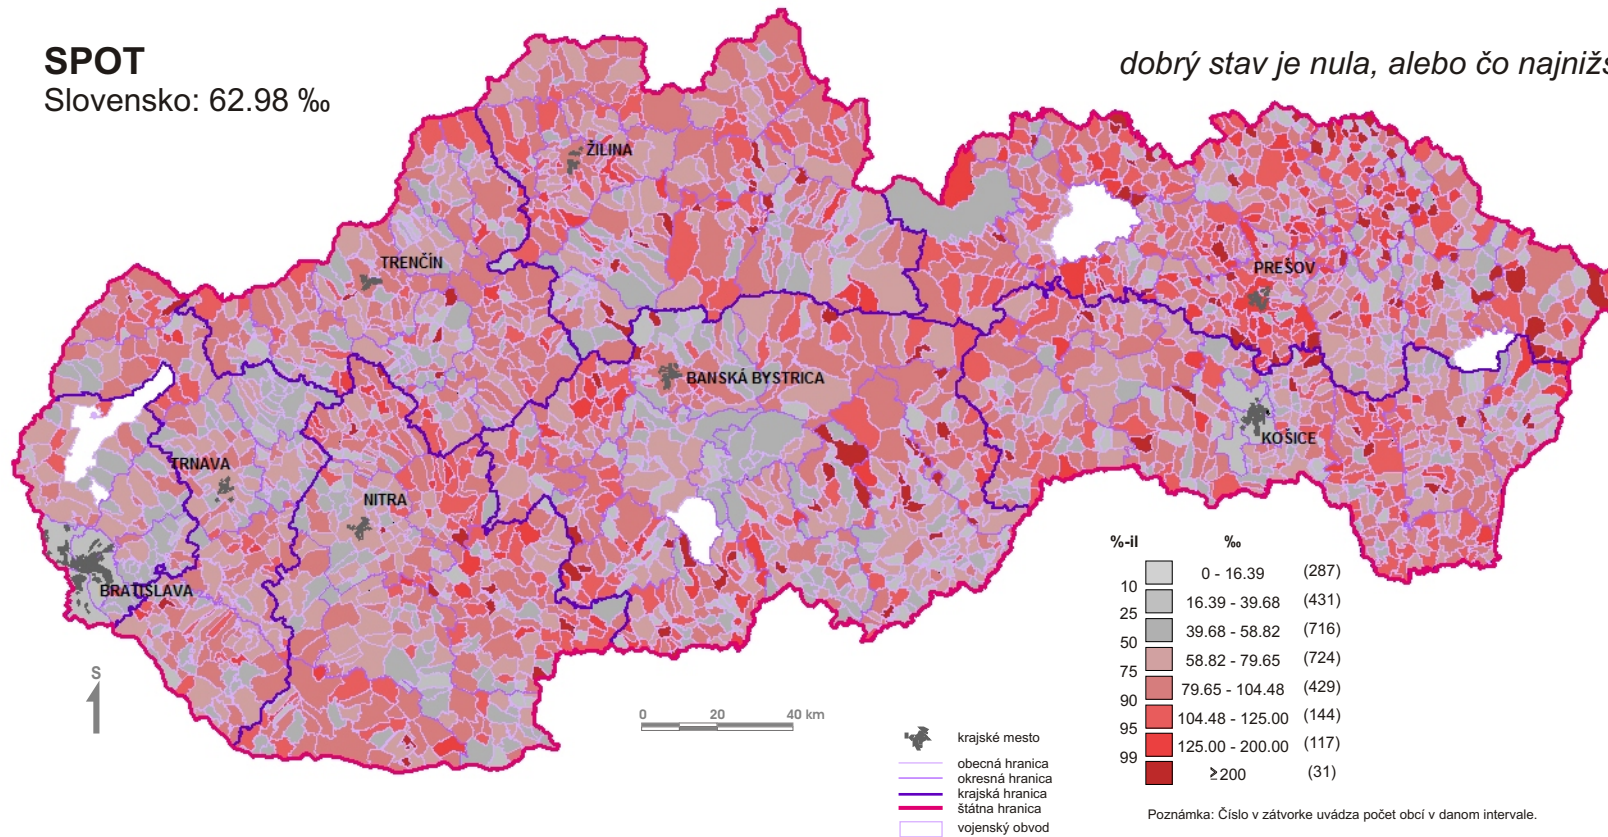 SPOT
Slovensko: 62.98 ‰
dobrý stav je nula, alebo čo najnižš
ŽILINA
TRENČÍN
PREŠOV
BANSKÁ BYSTRICA
KOŠICE
TRNAVA
NITRA
BRATISLAVA
S
0 20 40 km
krajské mesto
obecná hranica
okresná hranica
krajská hranica
štátna hranica
vojenský obvod
%-il ‰
0 - 16.39 (287)
10
16.39 - 39.68 (431)
25
39.68 - 58.82 (716)
50
58.82 - 79.65 (724)
75
79.65 - 104.48 (429)
90
104.48 - 125.00 (144)
95
125.00 - 200.00 (117)
99
≥200 (31)
Poznámka: Číslo v zátvorke uvádza počet obcí v danom intervale.